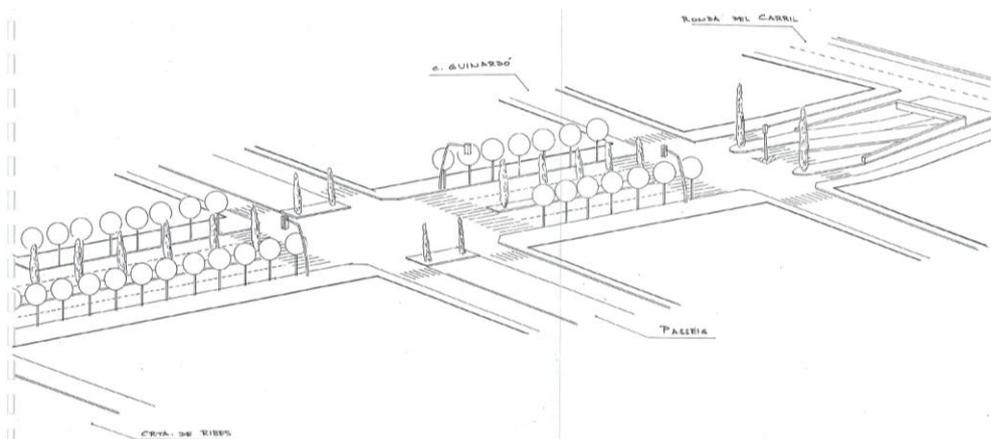 RONDA DEL CARRIL
C. GUINARDÓ
PASSEIG
CRTA. DE RIBES